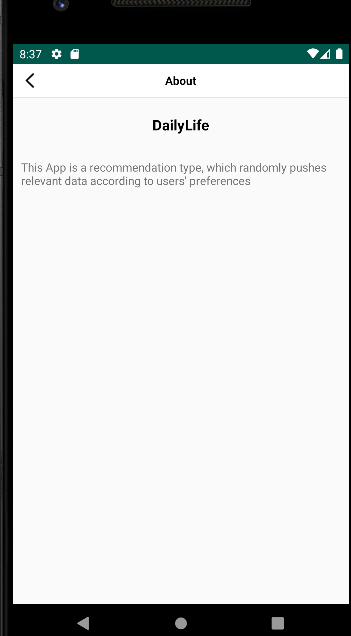 8:37
About
DailyLife
This App is a recommendation type, which randomly pushes
relevant data according to users' preferences